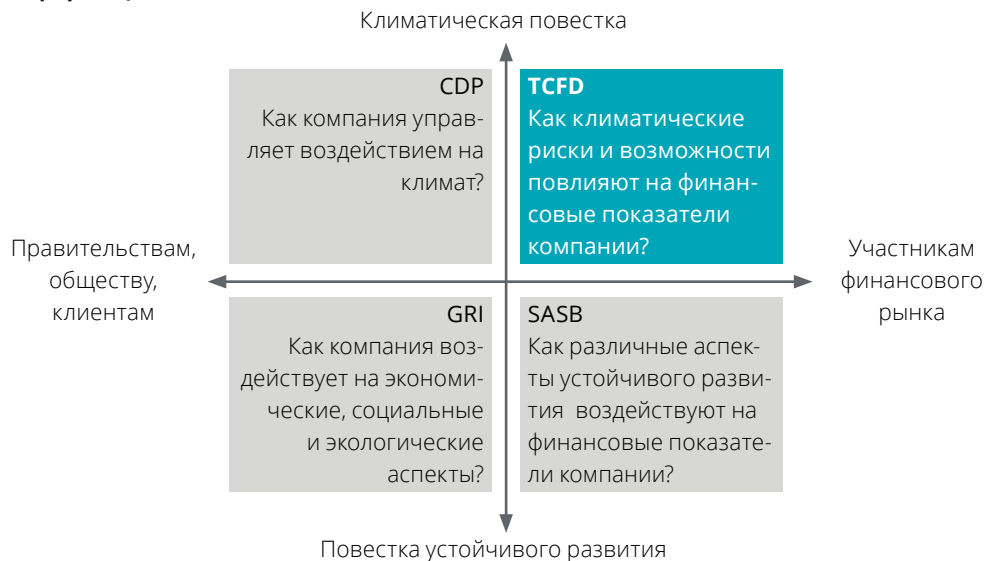 Климатическая повестка
CDP
Как компания управ-
ляет воздействием на
климат?
TCFD
Как климатические
риски и возможности
повлияют на финан-
совые показатели
компании?
Правительствам,
обществу,
клиентам
Участникам
финансового
рынка
GRI
Как компания воз-
действует на экономи-
ческие, социальные
и экологические
аспекты?
SASB
Как различные аспек-
ты устойчивого разви-
тия воздействуют на
финансовые показате-
ли компании?
Повестка устойчивого развития